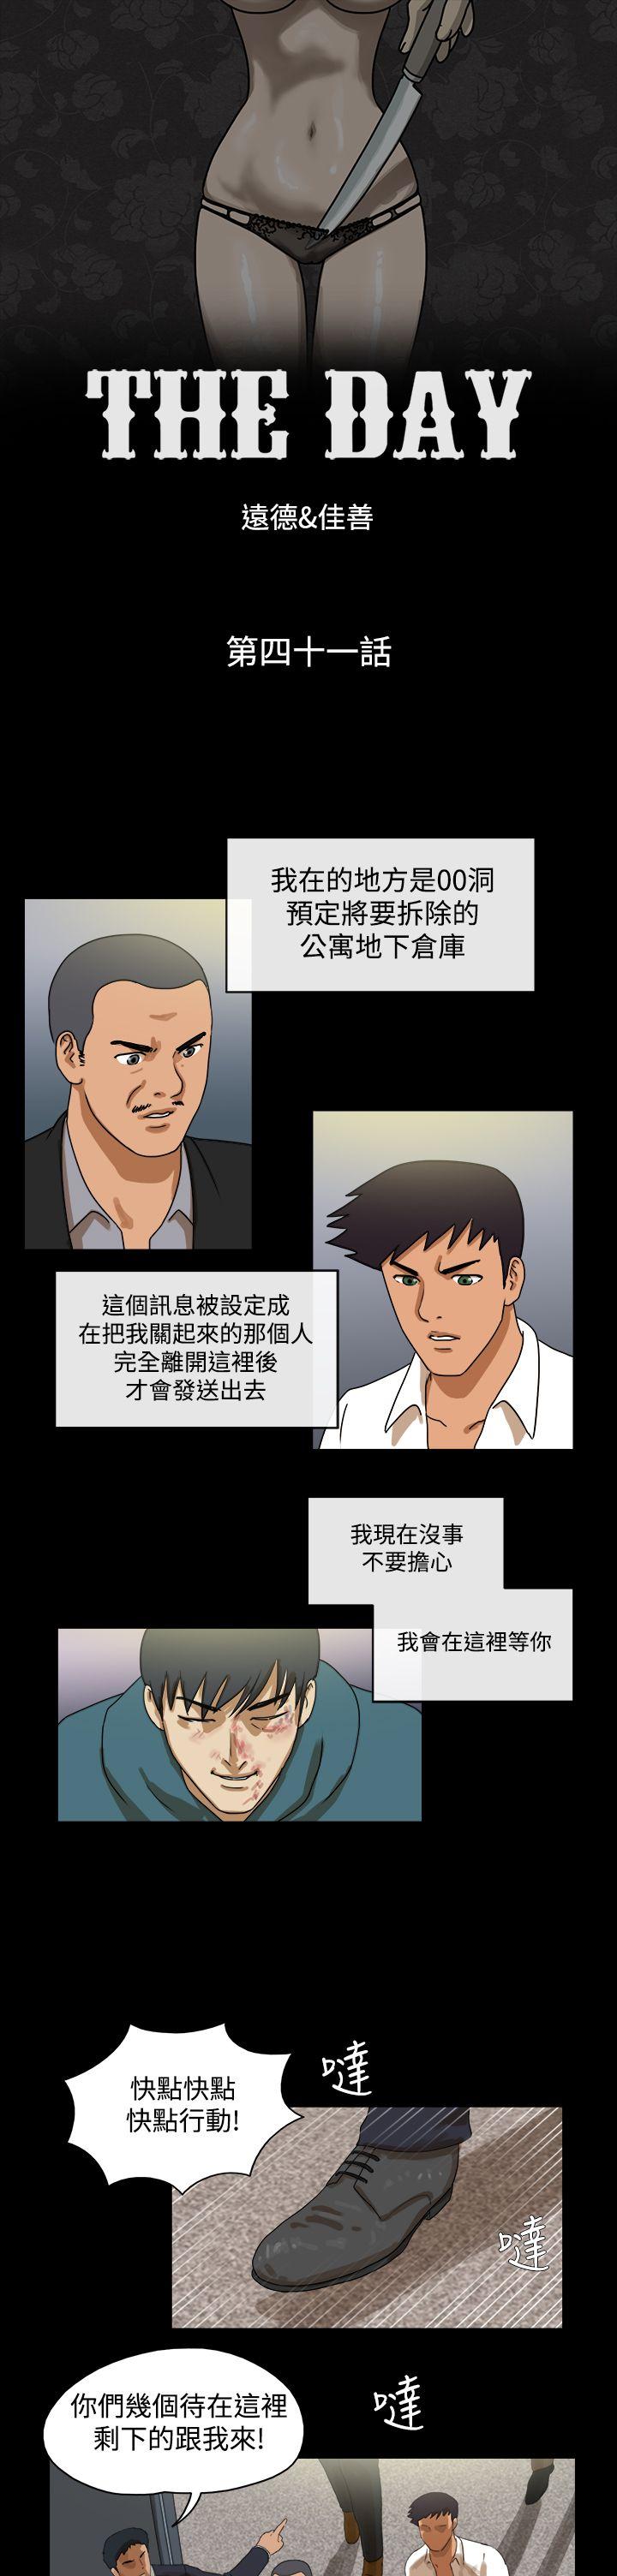 THE DAY
遠德&佳善
第四十一話
我在的地方是00洞
預定將要拆除的
公寓地下倉庫
這個訊息被設定成
在把我關起來的那個人
完全離開這裡後
才會發送出去
我現在沒事
不要擔心
我會在這裡等你
快點快點
快點行動!
噠
噠
你們幾個待在這裡
剩下的跟我來!
噠